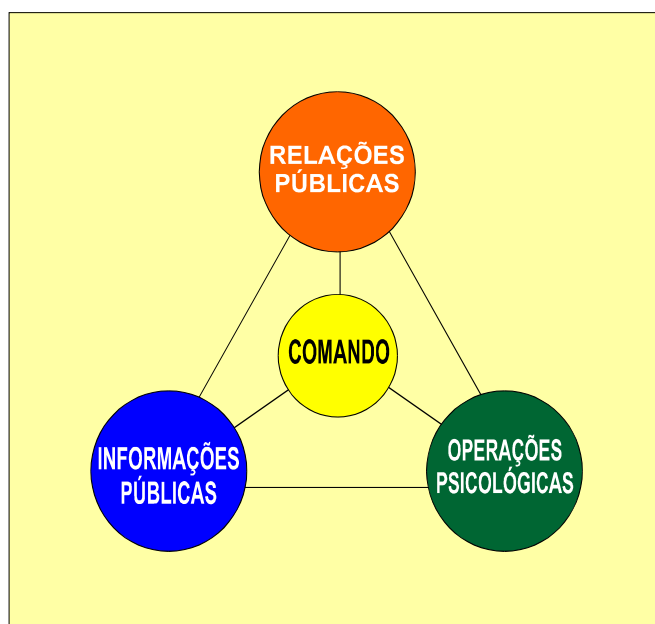 RELAÇÕES
PÚBLICAS
COMANDO
INFORMAÇÕES
PÚBLICAS
OPERAÇÕES
PSICOLÓGICAS